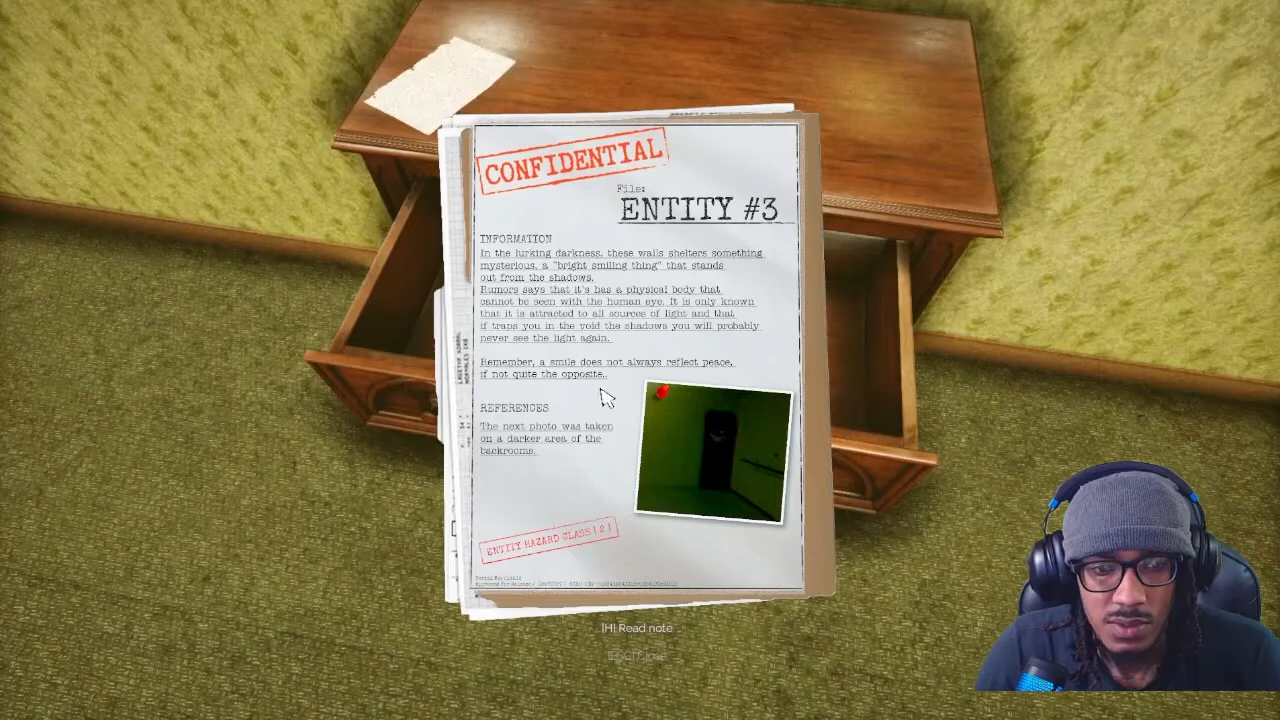 CONFIDENTIAL
File:
ENTITY #3
INFORMATION
In the lurking darkness, these walls shelters something
mysterious, a "bright smiling thing" that stands
out from the shadows.
Rumors says that it's has a physical body that
cannot be seen with the human eye. It is only known
that it is attracted to all sources of light and that
if traps you in the void the shadows you will probably
never see the light again.
Remember, a smile does not always reflect peace,
if not quite the opposite..
REFERENCES
The next photo was taken
on a darker area of the
backrooms.
ENTITY HAZARD CLASS [ 2 ]
[H] Read note
[ESC] Close